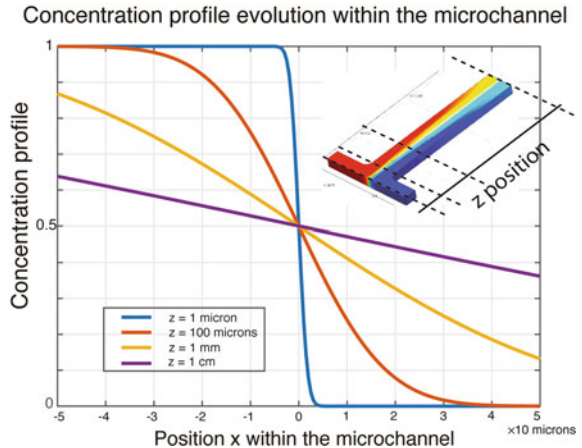 Concentration profile evolution within the microchannel
1
0.5
0
Concentration profile
z position
z = 1 micron
z = 100 microns
z = 1 mm
z = 1 cm
-5 -4 -3 -2 -1 0 1 2 3 4 5
×10 microns
Position x within the microchannel